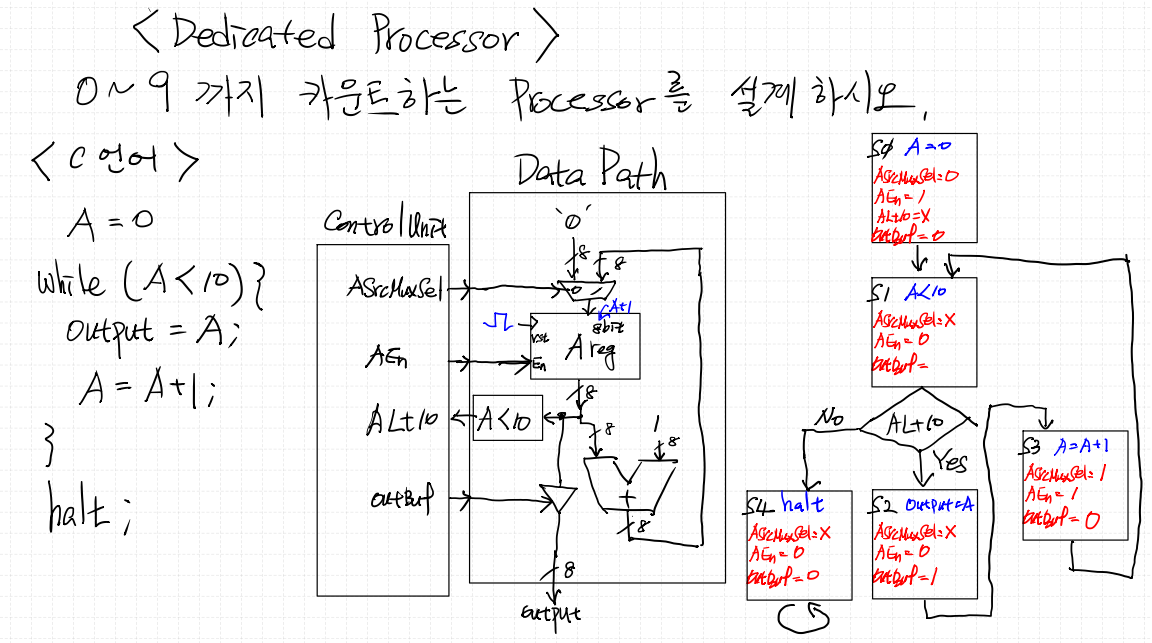 < Dedicated Processor >
0~9 까지 카운트하는 Processor를 설계하시오.
< C 언어 >
A = 0
while (A < 10) {
output = A;
A = A+1;
}
halt;
Data Path
Control Unit
ASrcMuxSel
AEn
ALt10
OutBuf
'0'
8
8
0 1
A+1
8bit
rst
A reg
En
8
A<10
8
1
8
+
8
8
output
S0 A=0
ASrcMuxSel=0
AEn=1
ALt10=X
OutBuf=0
S1 A<10
ASrcMuxSel=X
AEn=0
OutBuf=
ALt10
No
Yes
S4 halt
ASrcMuxSel=X
AEn=0
OutBuf=0
S2 output=A
ASrcMuxSel=X
AEn=0
OutBuf=1
S3 A=A+1
ASrcMuxSel=1
AEn=1
OutBuf=0